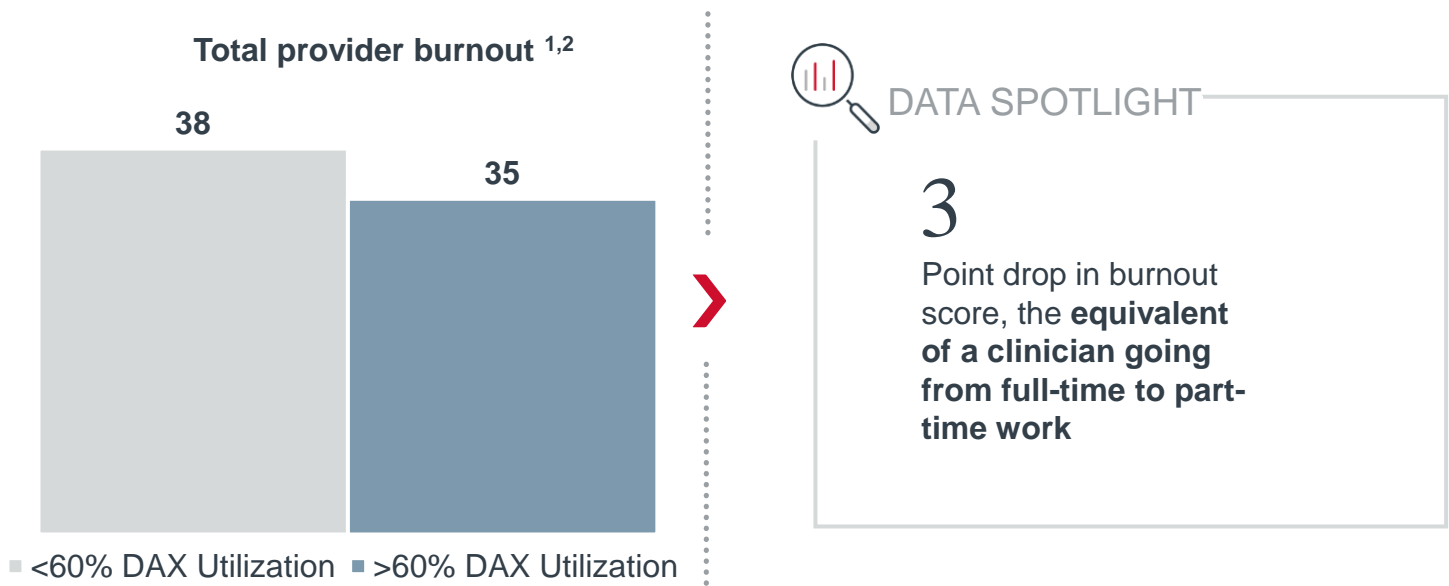 Total provider burnout 1,2
38
35
<60% DAX Utilization >60% DAX Utilization
DATA SPOTLIGHT
3
Point drop in burnout
score, the equivalent
of a clinician going
from full-time to part-
time work